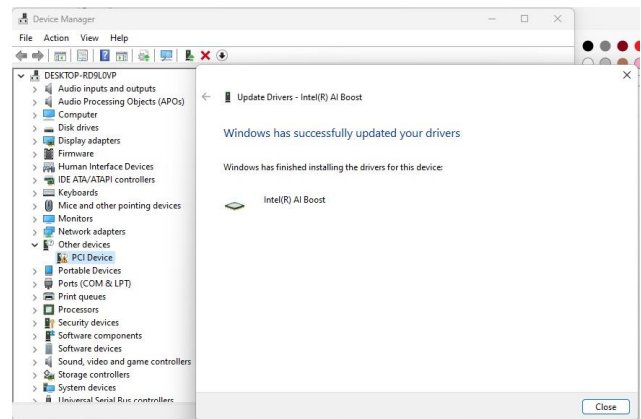 Device Manager
File Action View Help
DESKTOP-RD9L0VP
Audio inputs and outputs
Audio Processing Objects (APOs)
Computer
Disk drives
Display adapters
Firmware
Human Interface Devices
IDE ATA/ATAPI controllers
Keyboards
Mice and other pointing devices
Monitors
Network adapters
Other devices
PCI Device
Portable Devices
Ports (COM & LPT)
Print queues
Processors
Security devices
Software components
Software devices
Sound, video and game controllers
Storage controllers
System devices
Universal Serial Bus controllers
Update Drivers - Intel(R) AI Boost
Windows has successfully updated your drivers
Windows has finished installing the drivers for this device:
Intel(R) AI Boost
Close